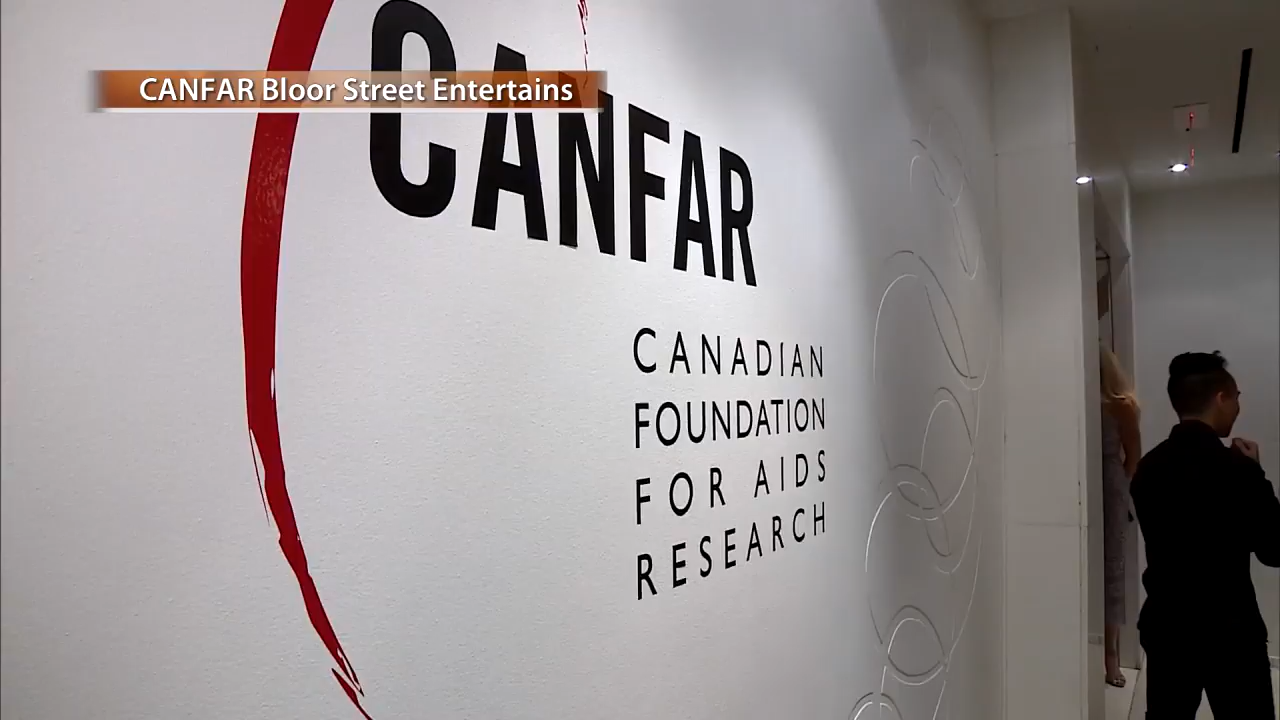 CANFAR Bloor Street Entertains
CANFAR
CANADIAN
FOUNDATION
FOR AIDS
RESEARCH